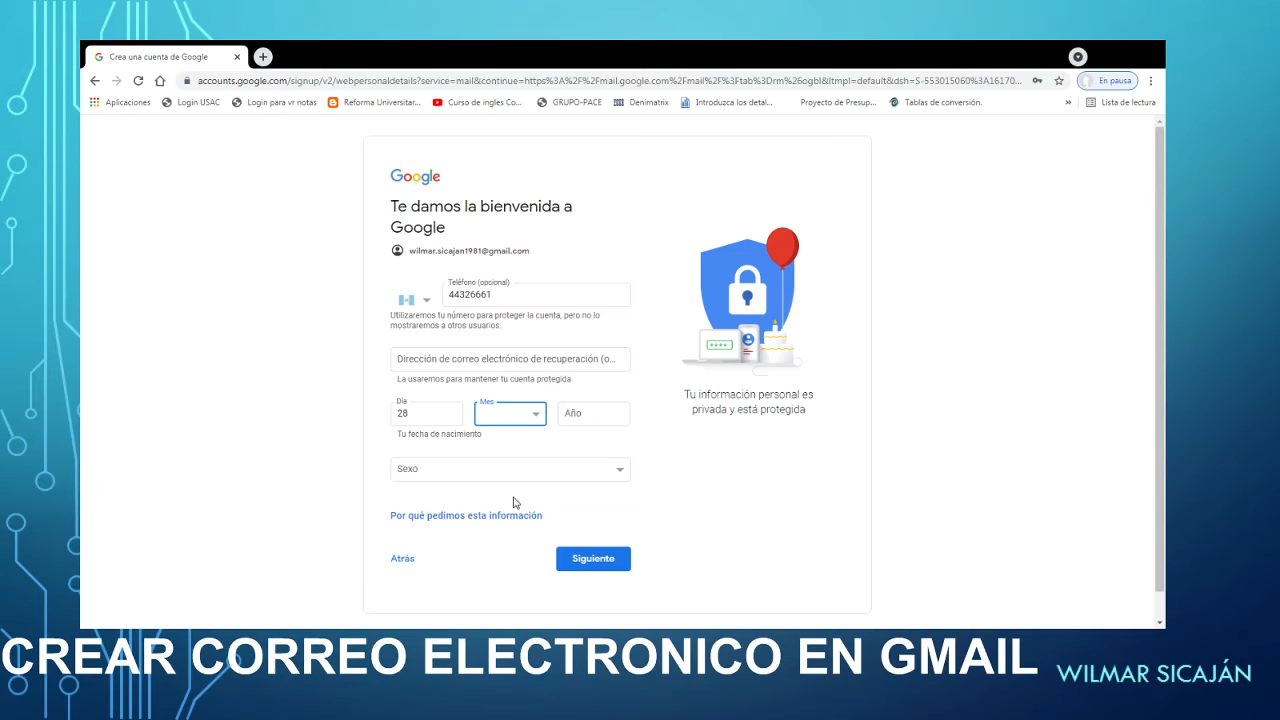 Crea una cuenta de Google
accounts.google.com/signup/v2/webpersonaldetails?service=mail&continue=https%3A%2F%2Fmail.google.com%2Fmail%2F%3Ftab%3Drm%26ogbl&ltmpl=default&dsh=S-553015060%3A16170...
En pausa
Aplicaciones
Login USAC
Login para vr notas
Reforma Universitar...
Curso de ingles Co...
GRUPO-PACE
Denimatrix
Introduzca los detal...
Proyecto de Presup...
Tablas de conversión.
»
Lista de lectura
Google
Te damos la bienvenida a
Google
wilmar.sicajan1981@gmail.com
Teléfono (opcional)
44326661
Utilizaremos tu número para proteger la cuenta, pero no lo
mostraremos a otros usuarios.
Dirección de correo electrónico de recuperación (o...
La usaremos para mantener tu cuenta protegida
Día
28
Mes
Año
Tu fecha de nacimiento
Sexo
Por qué pedimos esta información
Atrás
Siguiente
Tu información personal es
privada y está protegida
CREAR CORREO ELECTRONICO EN GMAIL
WILMAR SICAJÁN